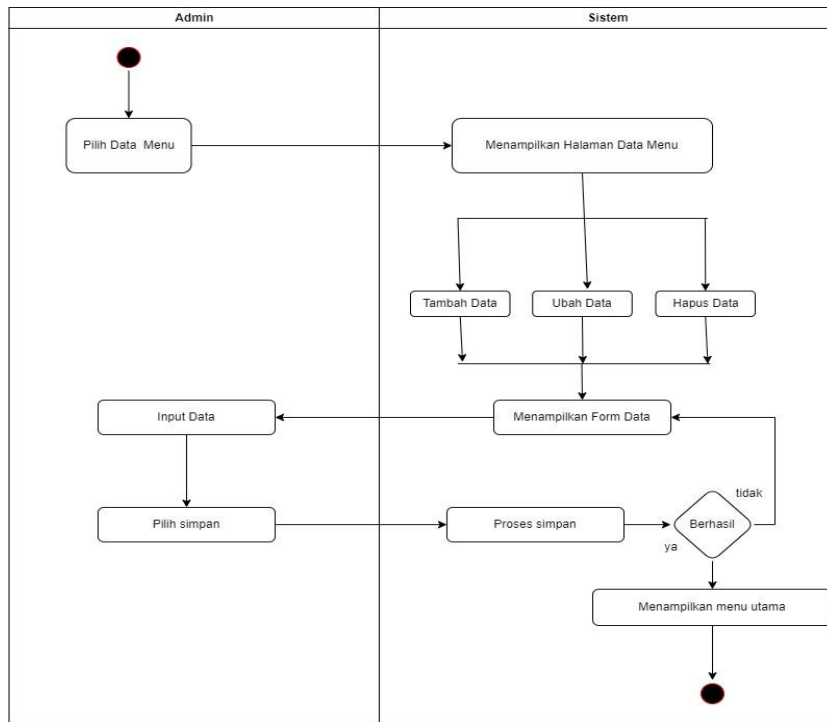 Admin
Sistem
Pilih Data Menu
Menampilkan Halaman Data Menu
Tambah Data
Ubah Data
Hapus Data
Input Data
Menampilkan Form Data
tidak
Pilih simpan
Proses simpan
Berhasil
ya
Menampilkan menu utama